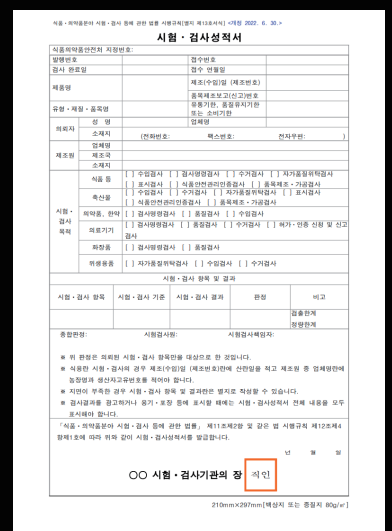 식품·의약품분야 시험·검사 등에 관한 법률 시행규칙[별지 제13호서식] <개정 2022. 6. 30.>
시험·검사성적서
식품의약품안전처 지정번호:
발행번호 접수번호
검사 완료일 접수 연월일
제품명 제조(수입)일 (제조번호)
품목제조보고(신고)번호
유형·재질·품목명 유통기한, 품질유지기한 또는 소비기한
의뢰자 성 명 업체명
소재지 (전화번호: 팩스번호: 전자우편: )
제조원 업체명
제조국
소재지
시험·검사 목적
식품 등 [ ] 수입검사 [ ] 검사명령검사 [ ] 수거검사 [ ] 자가품질위탁검사
[ ] 표시검사 [ ] 식품안전관리인증검사 [ ] 품목제조·가공검사
축산물 [ ] 수입검사 [ ] 수거검사 [ ] 자가품질위탁검사 [ ] 표시검사
[ ] 식품안전관리인증검사 [ ] 품목제조·가공검사
의약품, 한약 [ ] 검사명령검사 [ ] 품질검사 [ ] 수입검사
의료기기 [ ] 검사명령검사 [ ] 품질검사 [ ] 수거검사 [ ] 허가·인증 신청 및 신고
검사
화장품 [ ] 검사명령검사 [ ] 품질검사
위생용품 [ ] 자가품질위탁검사 [ ] 수입검사 [ ] 수거검사
시험·검사 항목 및 결과
시험·검사 항목 시험·검사 기준 시험·검사 결과 판정 비고
검출한계
정량한계
종합판정: 시험검사원: 시험검사책임자:
※ 위 판정은 의뢰된 시험·검사 항목만을 대상으로 한 것입니다.
※ 식용란 시험·검사의 경우 제조(수입)일 (제조번호)란에 산란일을 적고 제조원 중 업체명란에
농장명과 생산자고유번호를 적어야 합니다.
※ 지면이 부족한 경우 시험·검사 항목 및 결과란은 별지로 작성할 수 있습니다.
※ 검사결과를 광고하거나 용기·포장 등에 표시할 때에는 시험·검사성적서 전체 내용을 모두
표시해야 합니다.
「식품·의약품분야 시험·검사 등에 관한 법률」 제11조제2항 및 같은 법 시행규칙 제12조제4
항제1호에 따라 위와 같이 시험·검사성적서를 발급합니다.
년 월 일
○○ 시험·검사기관의 장 직인
210mm×297mm[백상지 또는 중질지 80g/㎡]